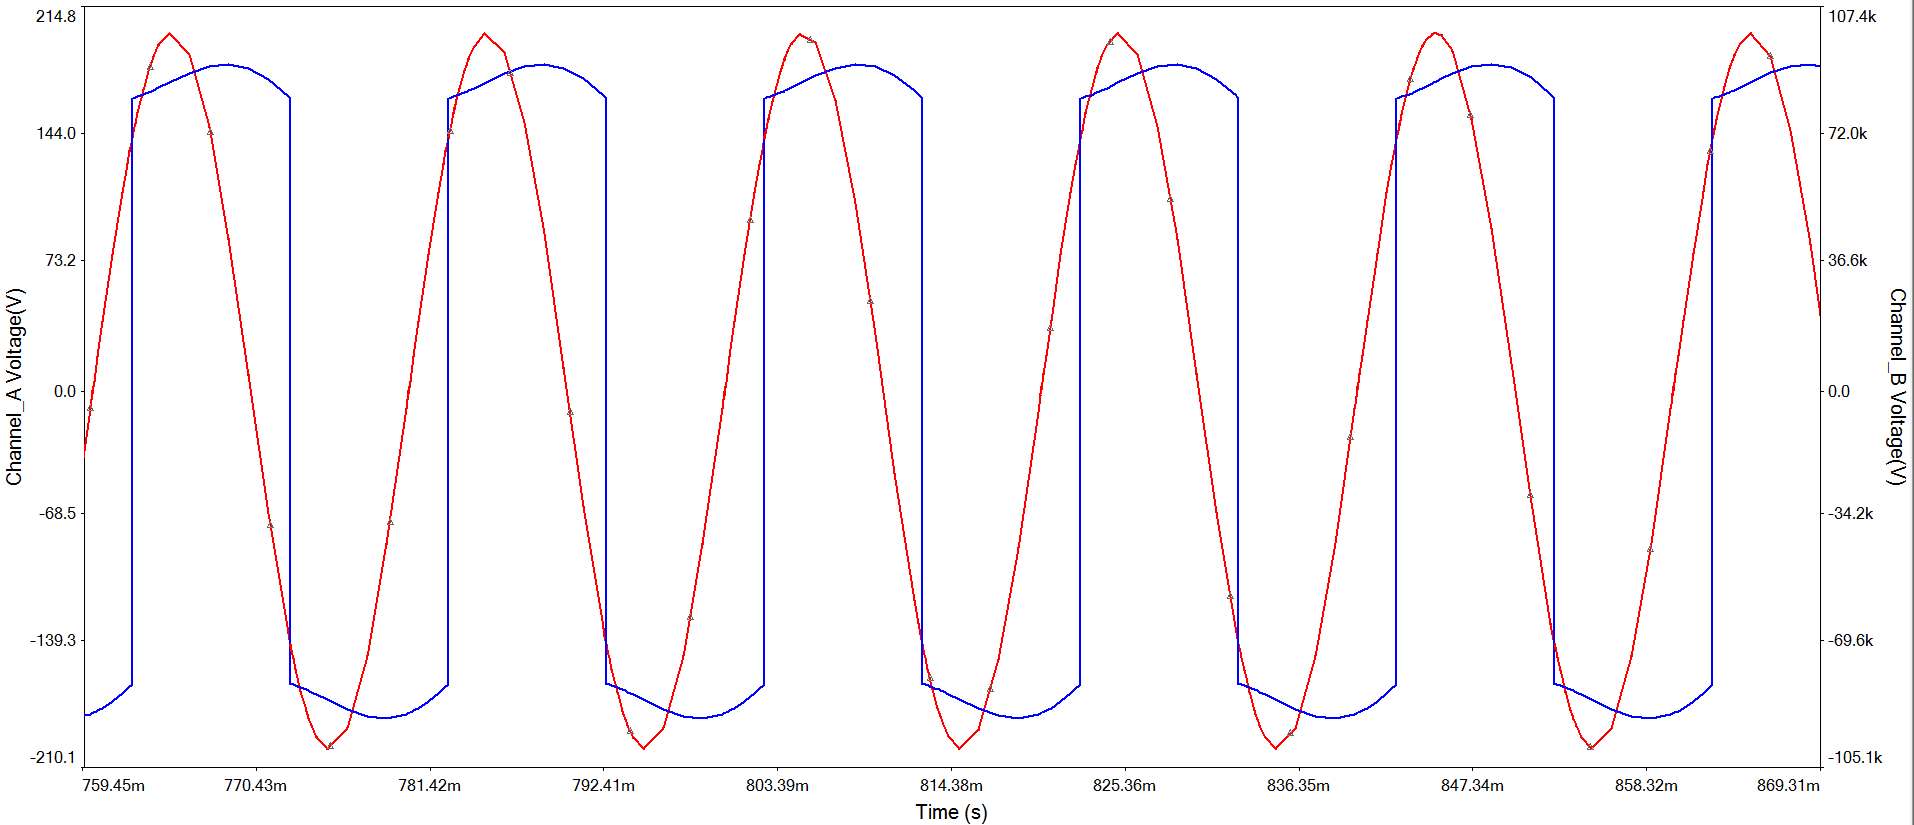 214.8
144.0
73.2
0.0
-68.5
-139.3
-210.1
Channel_A Voltage(V)
107.4k
72.0k
36.6k
0.0
-34.2k
-69.6k
-105.1k
Channel_B Voltage(V)
759.45m 770.43m 781.42m 792.41m 803.39m 814.38m 825.36m 836.35m 847.34m 858.32m 869.31m
Time (s)